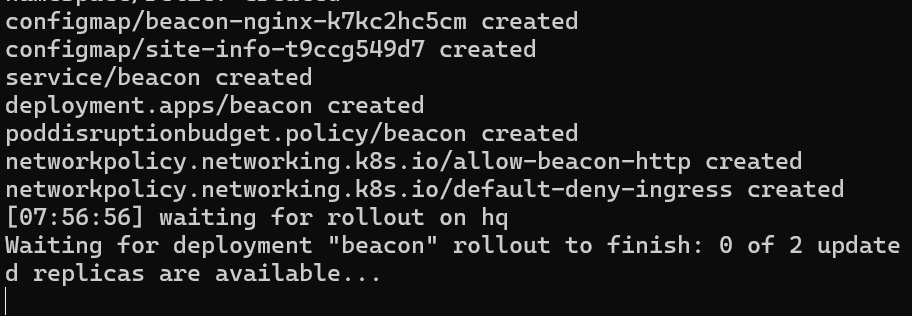 configmap/beacon-nginx-k7kc2hc5cm created
configmap/site-info-t9ccg549d7 created
service/beacon created
deployment.apps/beacon created
poddisruptionbudget.policy/beacon created
networkpolicy.networking.k8s.io/allow-beacon-http created
networkpolicy.networking.k8s.io/default-deny-ingress created
[07:56:56] waiting for rollout on hq
Waiting for deployment "beacon" rollout to finish: 0 of 2 update
d replicas are available...